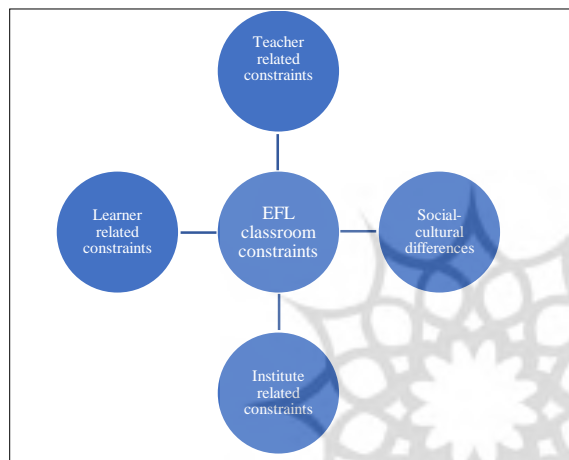 Teacher
related
constraints
Learner
related
constraints
EFL
classroom
constraints
Social-
cultural
differences
Institute
related
constraints